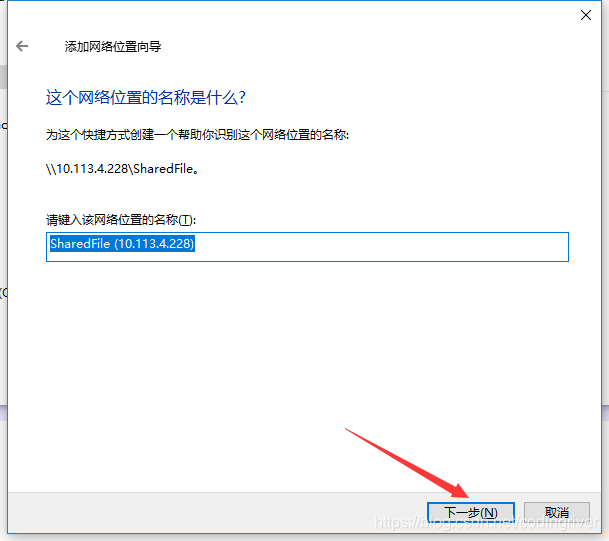 添加网络位置向导
这个网络位置的名称是什么?
为这个快捷方式创建一个帮助你识别这个网络位置的名称:
\\10.113.4.228\SharedFile。
请键入该网络位置的名称(T):
SharedFile (10.113.4.228)
下一步(N)
取消
https://blog.csdn.net/codingriver